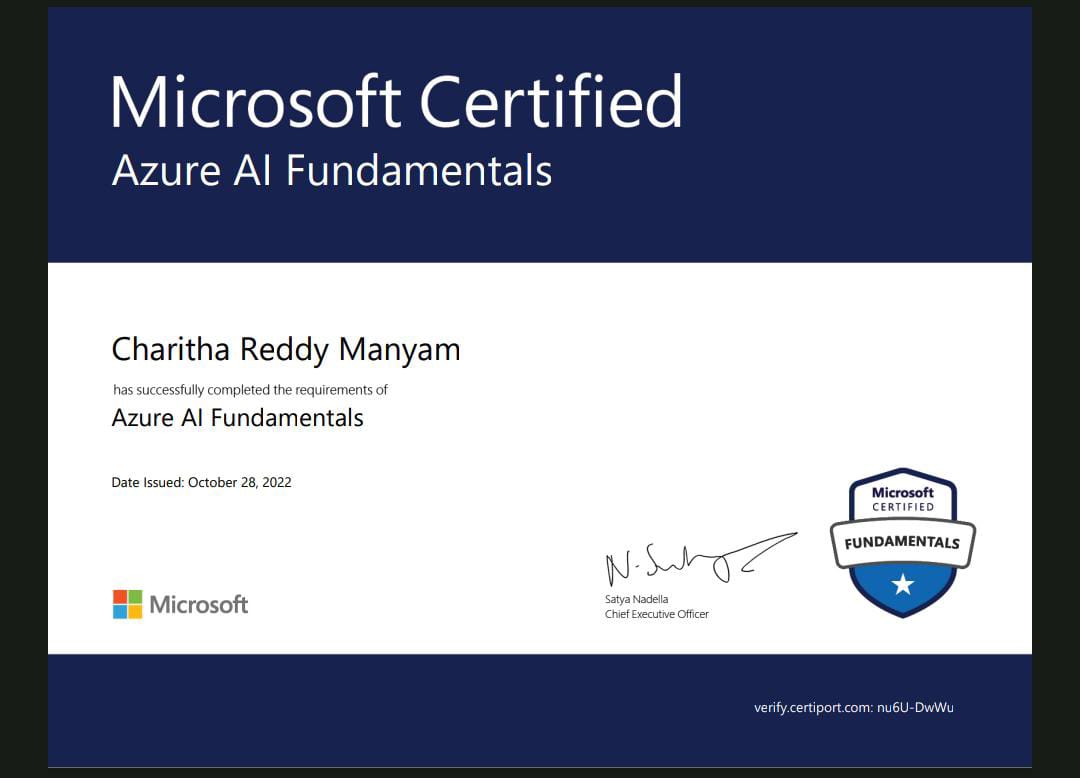 Microsoft Certified
Azure AI Fundamentals
Charitha Reddy Manyam
has successfully completed the requirements of
Azure AI Fundamentals
Date Issued: October 28, 2022
Microsoft
CERTIFIED
FUNDAMENTALS
N. Satya
Satya Nadella
Chief Executive Officer
Microsoft
verify.certiport.com: nu6U-DwWu